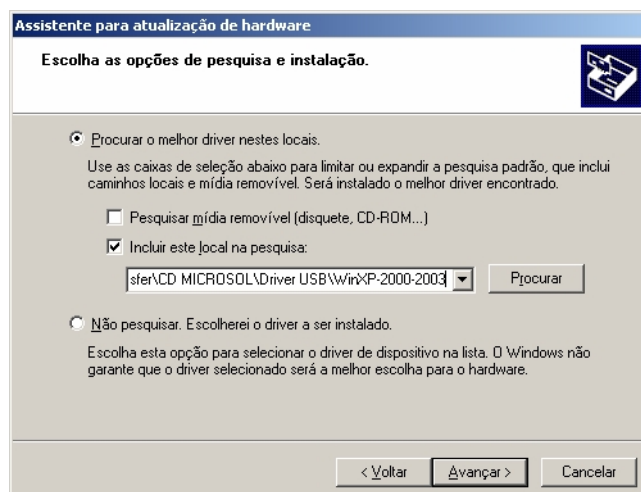 Assistente para atualização de hardware
Escolha as opções de pesquisa e instalação.
Procurar o melhor driver nestes locais.
Use as caixas de seleção abaixo para limitar ou expandir a pesquisa padrão, que inclui
caminhos locais e mídia removível. Será instalado o melhor driver encontrado.
Pesquisar mídia removível (disquete, CD-ROM...)
Incluir este local na pesquisa:
sfer\CD MICROSOL\Driver USB\WinXP-2000-2003
Procurar
Não pesquisar. Escolherei o driver a ser instalado.
Escolha esta opção para selecionar o driver de dispositivo na lista. O Windows não
garante que o driver selecionado será a melhor escolha para o hardware.
< Voltar
Avançar >
Cancelar